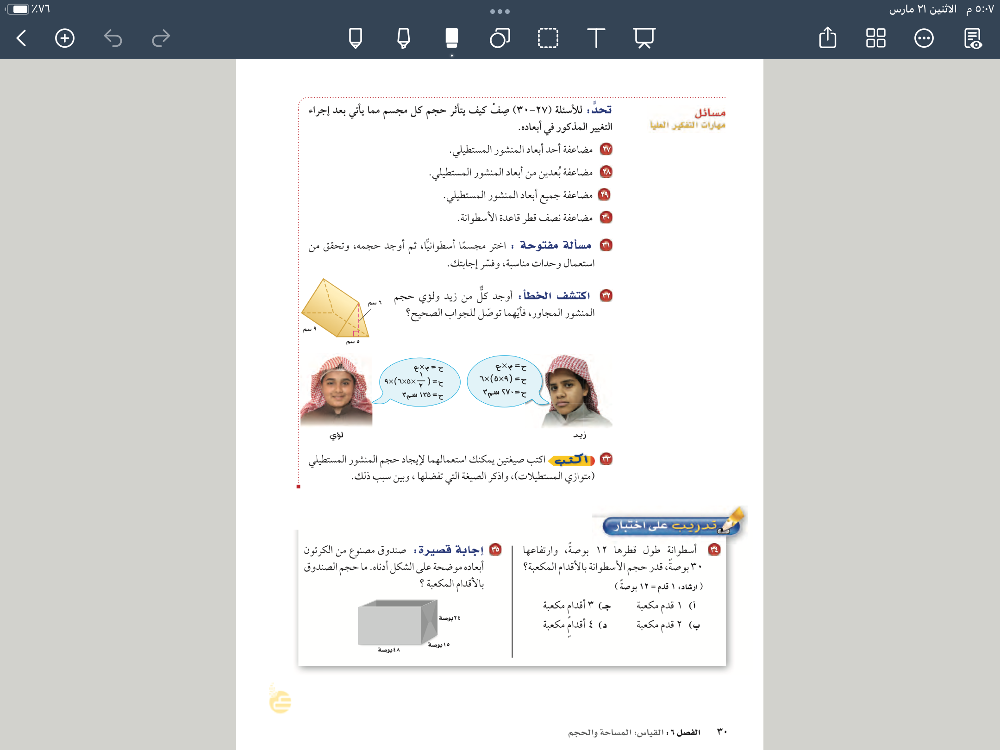 ٥:٠٧ م الاثنين ٢١ مارس
٪٧٦
مسائل
مهارات التفكير العليا
تحدٍّ: للأسئلة (٢٧-٣٠) صِفْ كيف يتأثر حجم كل مجسم مما يأتي بعد إجراء
التغيير المذكور في أبعاده.
٢٧ مضاعفة أحد أبعاد المنشور المستطيلي.
٢٨ مضاعفة بُعدين من أبعاد المنشور المستطيلي.
٢٩ مضاعفة جميع أبعاد المنشور المستطيلي.
٣٠ مضاعفة نصف قطر قاعدة الأسطوانة.
٣١ مسألة مفتوحة : اختر مجسمًا أسطوانيًّا، ثم أوجد حجمه، وتحقق من
استعمال وحدات مناسبة، وفسّر إجابتك.
٣٢ اكتشف الخطأ: أوجد كلٌّ من زيد ولؤي حجم
المنشور المجاور، فأيّهما توصّل للجواب الصحيح؟
٦ سم
٩ سم
٥ سم
ح = م×ع
ح = (٩×٥)×٦
ح = ٢٧٠ سم٣
زيد
ح = م×ع
ح = (١/٢ ×٥×٦)×٩
ح = ١٣٥ سم٣
لؤي
٣٣ اكتب اكتب صيغتين يمكنك استعمالهما لإيجاد حجم المنشور المستطيلي
(متوازي المستطيلات)، واذكر الصيغة التي تفضلها ، وبين سبب ذلك.
تدريب على اختبار
٣٤ أسطوانة طول قطرها ١٢ بوصةً، وارتفاعها
٣٠ بوصةً، قدر حجم الأسطوانة بالأقدام المكعبة؟
( ارشاد: ١ قدم = ١٢ بوصةً )
أ) ١ قدم مكعبة جـ) ٣ أقدامٍ مكعبة
ب) ٢ قدم مكعبة د) ٤ أقدامٍ مكعبة
٣٥ إجابة قصيرة: صندوق مصنوع من الكرتون
أبعاده موضحة على الشكل أدناه. ما حجم الصندوق
بالأقدام المكعبة ؟
٢٤بوصة
١٥بوصة
٤٨بوصة
٣٠ الفصل ٦ : القياس: المساحة والحجم